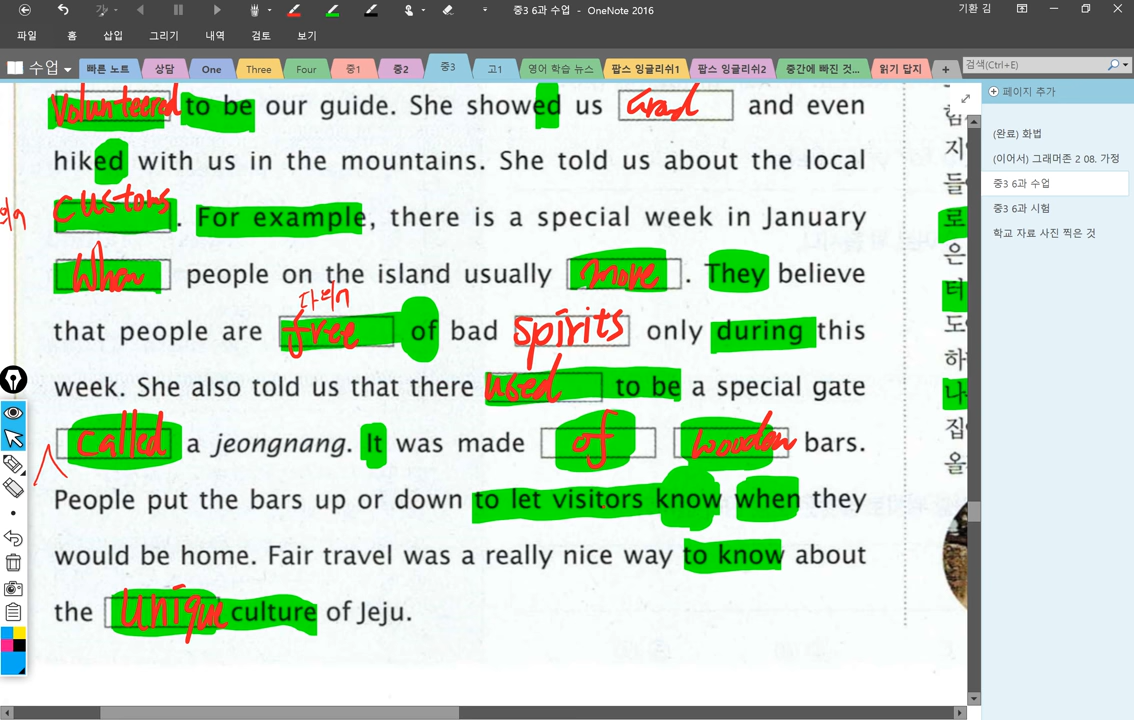 중3 6과 수업 - OneNote 2016
기환 김
파일 홈 삽입 그리기 내역 검토 보기
수업 빠른 노트 상담 One Three Four 중1 중2 중3 고1 영어 학습 뉴스 팝스 잉글리쉬1 팝스 잉글리쉬2 중간에 빠진 것... 읽기 답지 + 검색(Ctrl+E)
Volunteered to be our guide. She showed us and even
hiked with us in the mountains. She told us about the local
customs. For example, there is a special week in January
When people on the island usually move. They believe
that people are free of bad spirits only during this
week. She also told us that there used to be a special gate
called a jeongnang. It was made of wooden bars.
People put the bars up or down to let visitors know when they
would be home. Fair travel was a really nice way to know about
the unique culture of Jeju.
지
들
로
은
터
도
하
나
집
올
페이지 추가
(완료) 화법
(이어서) 그래머존 2 08. 가정
중3 6과 수업
중3 6과 시험
학교 자료 사진 찍은 것